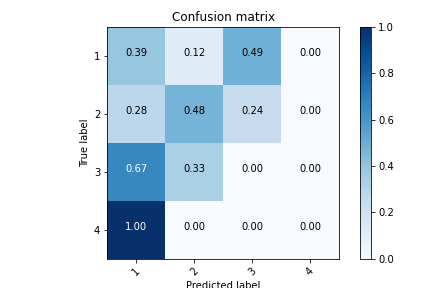 Confusion matrix
1.0
1 0.39 0.12 0.49 0.00
0.8
2 0.28 0.48 0.24 0.00
0.6
True label
0.4
3 0.67 0.33 0.00 0.00
0.2
4 1.00 0.00 0.00 0.00
0.0
1 2 3 4
Predicted label